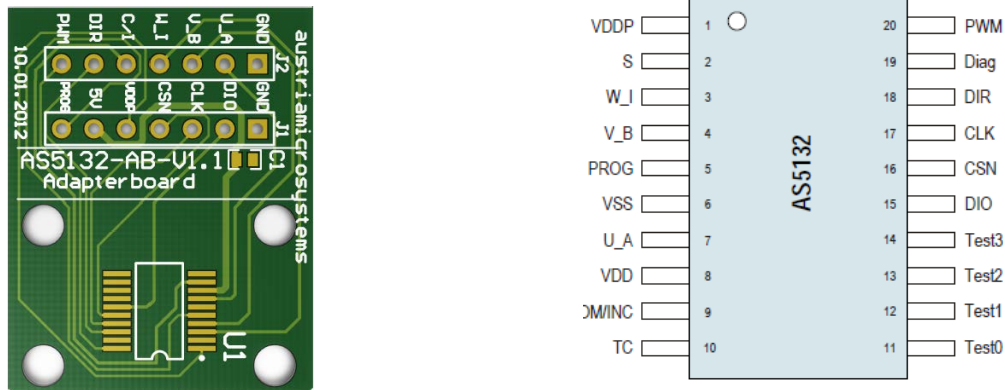 PWM DIR C/I W_I V_B U_A GND
J2
PROG 5V VDDP CSN CLK DIO GND
J1
AS5132-AB-V1.1 C1
Adapterboard
10.01.2012
austriamicrosystems
U1
VDDP 1 20 PWM
S 2 19 Diag
W_I 3 18 DIR
V_B 4 17 CLK
PROG 5 16 CSN
VSS 6 15 DIO
U_A 7 14 Test3
VDD 8 13 Test2
OM/INC 9 12 Test1
TC 10 11 Test0
AS5132